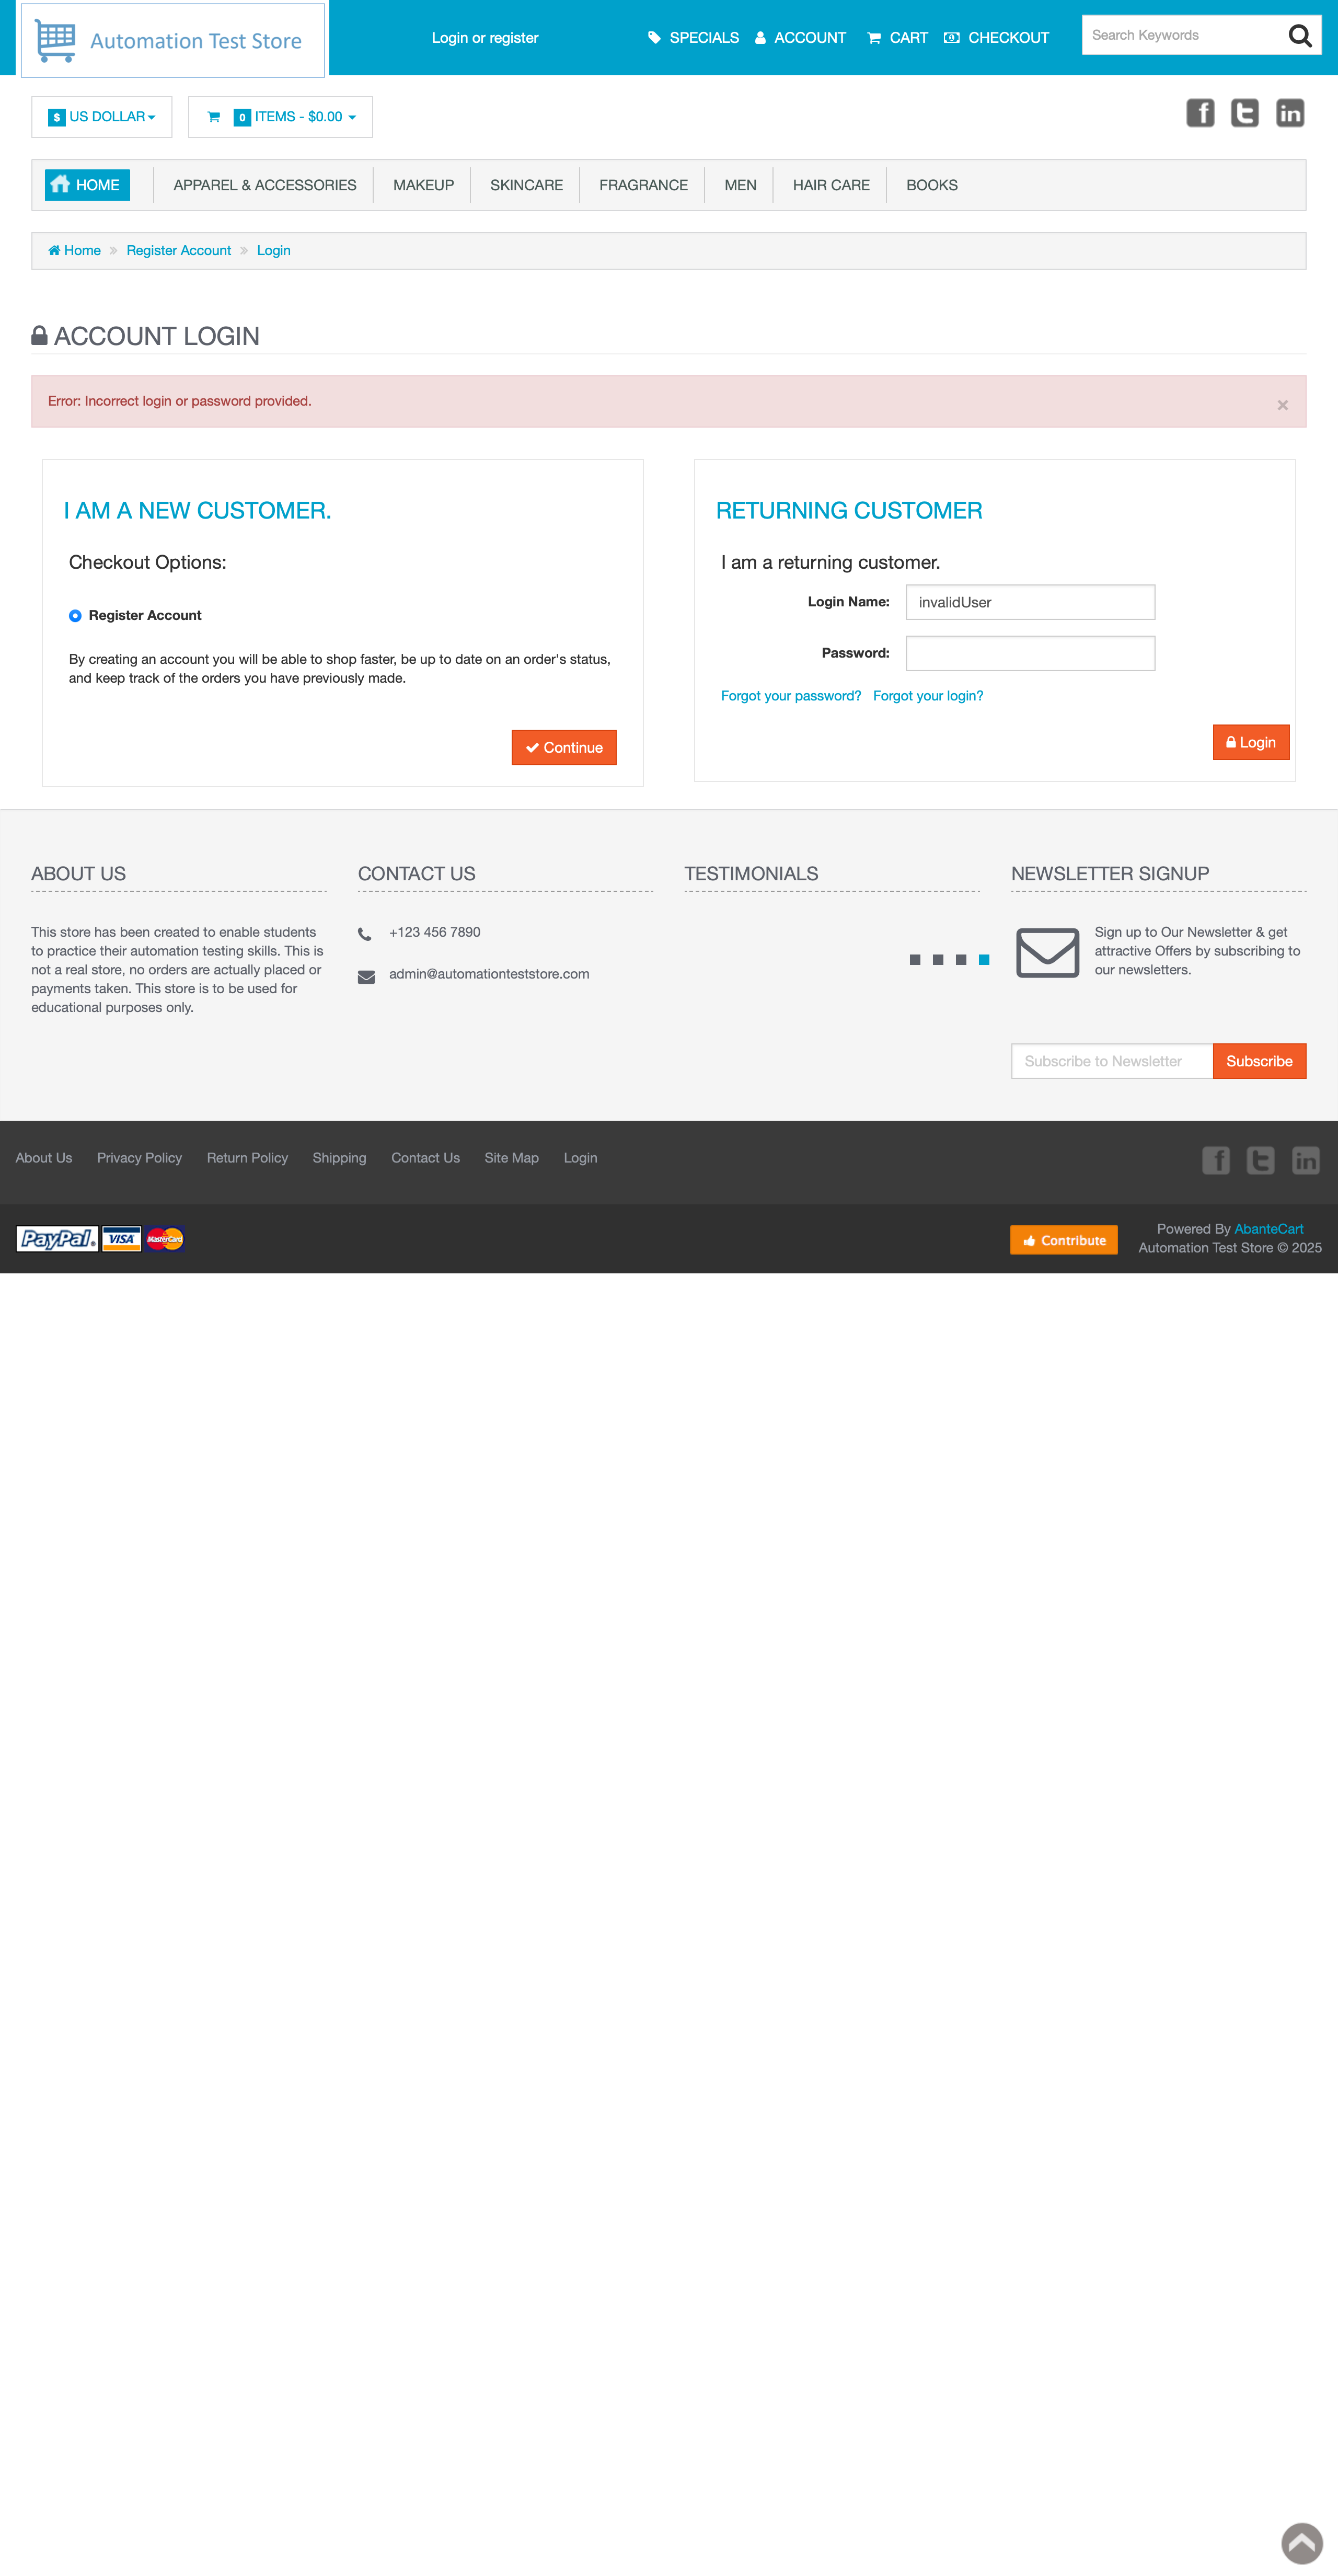 Automation Test Store
Login or register
SPECIALS
ACCOUNT
CART
CHECKOUT
Search Keywords
$ US DOLLAR
0 ITEMS - $0.00
HOME
APPAREL & ACCESSORIES
MAKEUP
SKINCARE
FRAGRANCE
MEN
HAIR CARE
BOOKS
Home » Register Account » Login
ACCOUNT LOGIN
Error: Incorrect login or password provided.
×
I AM A NEW CUSTOMER.
Checkout Options:
Register Account
By creating an account you will be able to shop faster, be up to date on an order's status,
and keep track of the orders you have previously made.
Continue
RETURNING CUSTOMER
I am a returning customer.
Login Name:
invalidUser
Password:
Forgot your password?
Forgot your login?
Login
ABOUT US
This store has been created to enable students
to practice their automation testing skills. This is
not a real store, no orders are actually placed or
payments taken. This store is to be used for
educational purposes only.
CONTACT US
+123 456 7890
admin@automationteststore.com
TESTIMONIALS
NEWSLETTER SIGNUP
Sign up to Our Newsletter & get
attractive Offers by subscribing to
our newsletters.
Subscribe to Newsletter
Subscribe
About Us
Privacy Policy
Return Policy
Shipping
Contact Us
Site Map
Login
PayPal
VISA
MasterCard
Contribute
Powered By AbanteCart
Automation Test Store © 2025